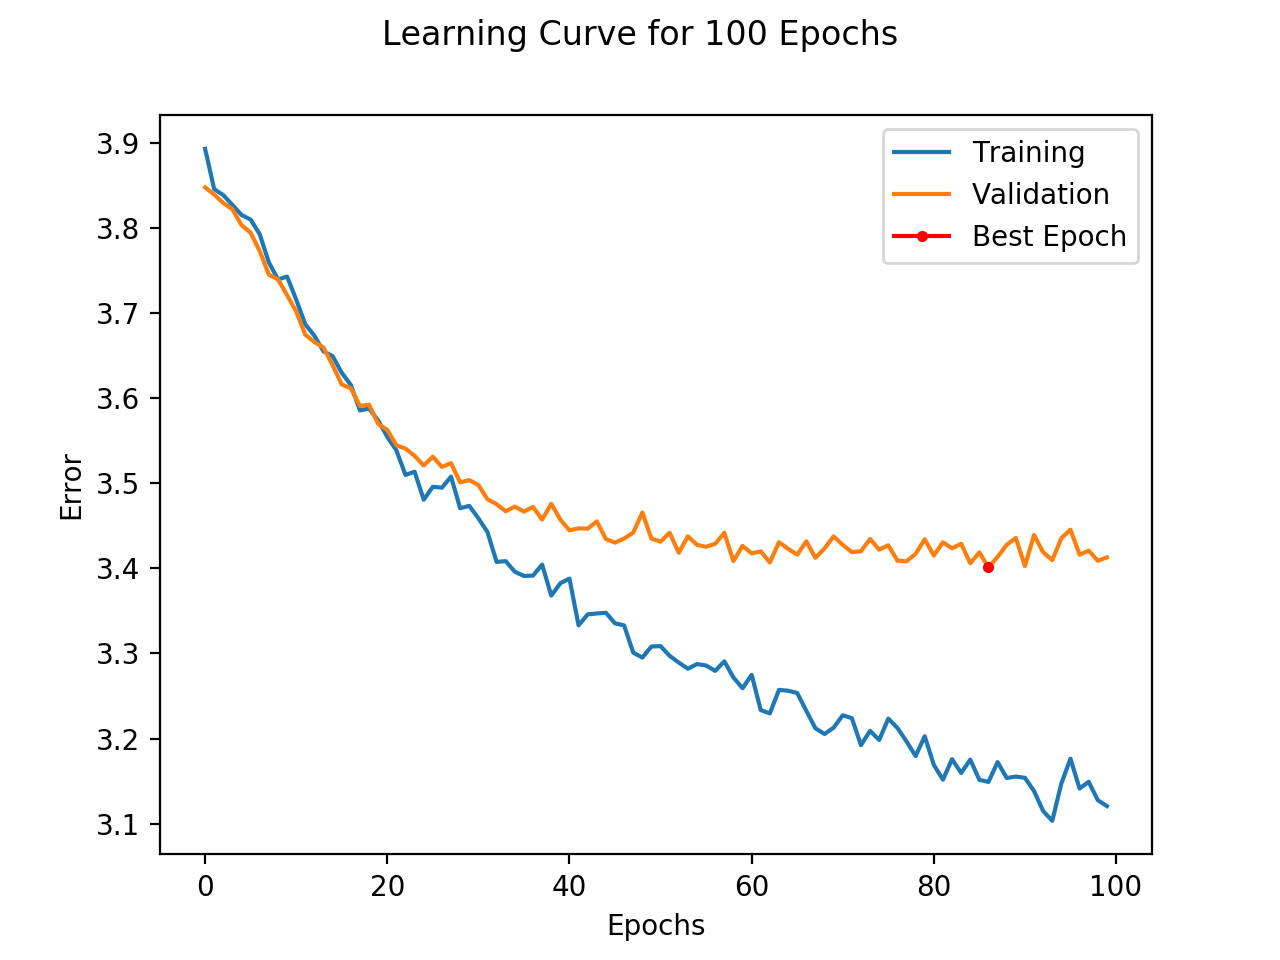 Learning Curve for 100 Epochs
Training
Validation
Best Epoch
3.9
3.8
3.7
3.6
3.5
3.4
3.3
3.2
3.1
Error
0 20 40 60 80 100
Epochs